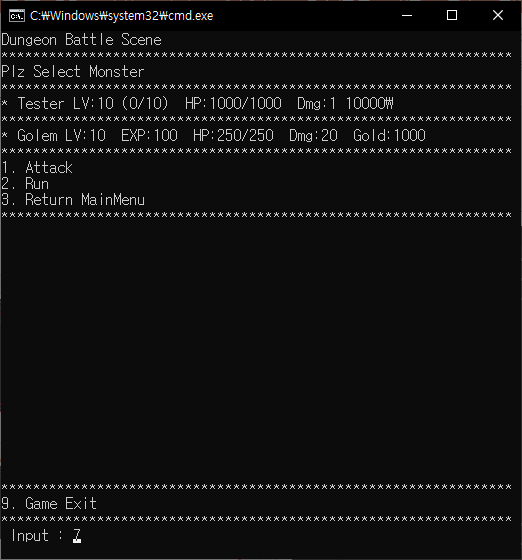 C:₩Windows₩system32₩cmd.exe
Dungeon Battle Scene
****************************************************************
Plz Select Monster
****************************************************************
* Tester LV:10 (0/10)  HP:1000/1000  Dmg:1 10000₩
****************************************************************
* Golem LV:10  EXP:100  HP:250/250  Dmg:20  Gold:1000
****************************************************************
1. Attack
2. Run
3. Return MainMenu
****************************************************************
****************************************************************
9. Game Exit
****************************************************************
Input : 7